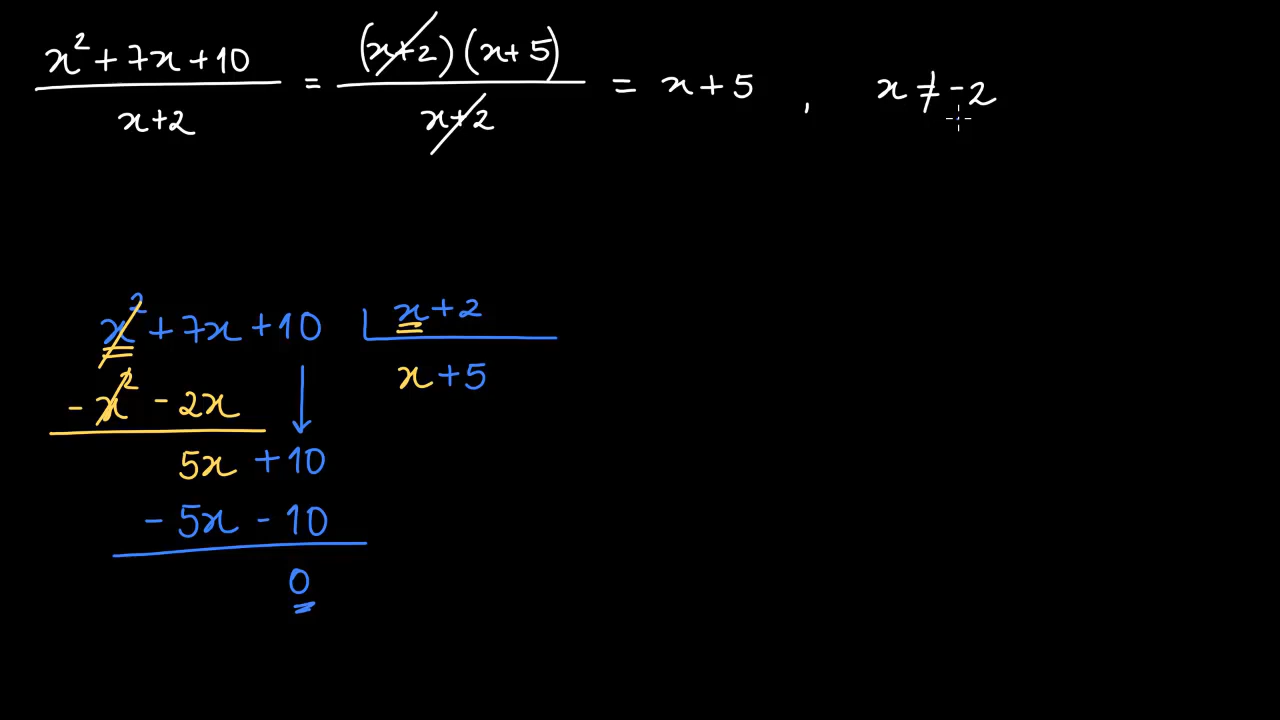 x² + 7x + 10 / x + 2 = (x + 2)(x + 5) / x + 2 = x + 5 , x ≠ -2
x² + 7x + 10 | x + 2
- x² - 2x x + 5
5x + 10
- 5x - 10
0